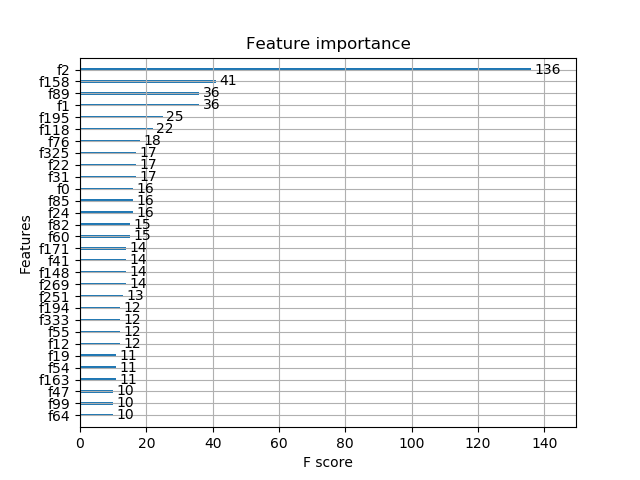 Feature importance
f2 136
f158 41
f89 36
f1 36
f195 25
f118 22
f76 18
f325 17
f22 17
f31 17
f0 16
f85 16
f24 16
f82 15
f60 15
f171 14
f41 14
f148 14
f269 14
f251 13
f194 12
f333 12
f55 12
f12 12
f19 11
f54 11
f163 11
f47 10
f99 10
f64 10
Features
0 20 40 60 80 100 120 140
F score